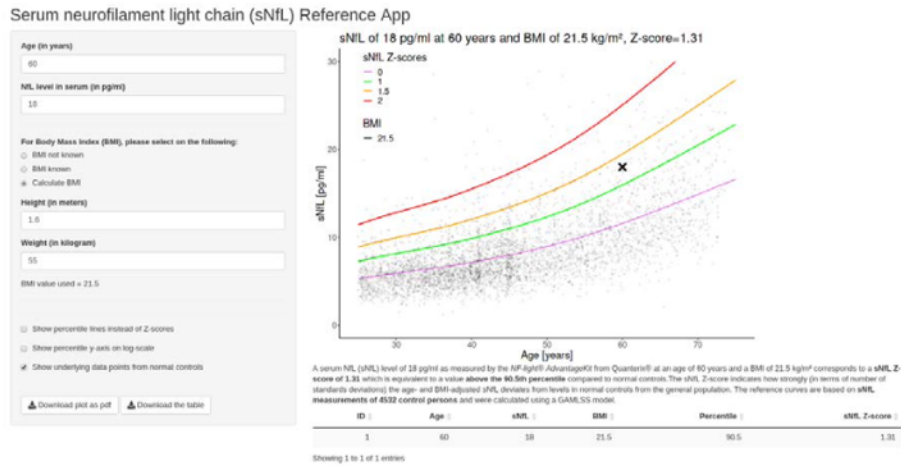 Serum neurofilament light chain (sNfL) Reference App
Age (in years)
60
NfL level in serum (in pg/ml)
18
For Body Mass Index (BMI), please select on the following:
BMI not known
BMI known
Calculate BMI
Height (in meters)
1.6
Weight (in kilogram)
55
BMI value used = 21.5
Show percentile lines instead of Z-scores
Show percentile y-axis on log-scale
Show underlying data points from normal controls
Download plot as pdf
Download the table
sNfL of 18 pg/ml at 60 years and BMI of 21.5 kg/m², Z-score=1.31
sNfL Z-scores
0
1
1.5
2
BMI
21.5
sNfL [pg/ml]
30
20
10
0
30 40 50 60 70
Age [years]
A serum NfL (sNfL) level of 18 pg/ml as measured by the NF-light® AdvantageKit from Quanterix® at an age of 60 years and a BMI of 21.5 kg/m² corresponds to a sNfL Z-
score of 1.31 which is equivalent to a value above the 90.5th percentile compared to normal controls.The sNfL Z-score indicates how strongly (in terms of number of
standards deviations) the age- and BMI-adjusted sNfL deviates from levels in normal controls from the general population. The reference curves are based on sNfL
measurements of 4532 control persons and were calculated using a GAMLSS model.
ID Age sNfL BMI Percentile sNfL Z-score
1 60 18 21.5 90.5 1.31
Showing 1 to 1 of 1 entries